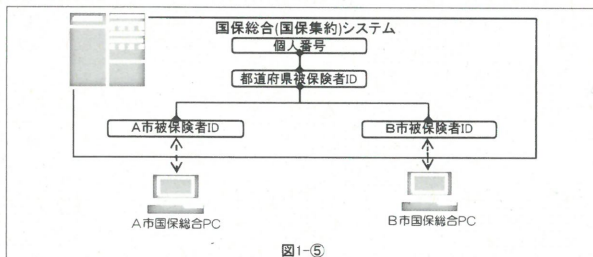 国保総合(国保集約)システム
個人番号
都道府県被保険者ID
A市被保険者ID
B市被保険者ID
A市国保総合PC
B市国保総合PC
図1-⑤